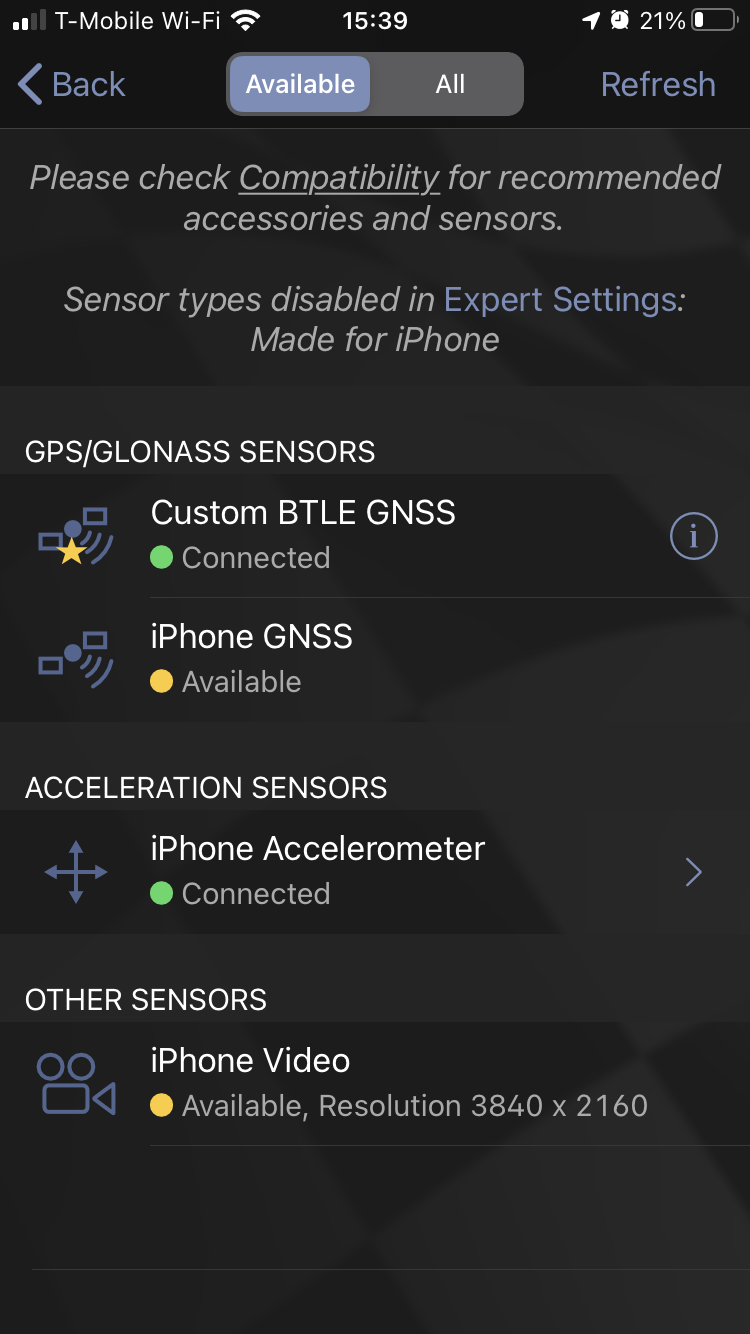 T-Mobile Wi-Fi 15:39 21%
Back Available All Refresh
Please check Compatibility for recommended
accessories and sensors.
Sensor types disabled in Expert Settings:
Made for iPhone
GPS/GLONASS SENSORS
Custom BTLE GNSS
Connected
i
iPhone GNSS
Available
ACCELERATION SENSORS
iPhone Accelerometer
Connected
OTHER SENSORS
iPhone Video
Available, Resolution 3840 x 2160